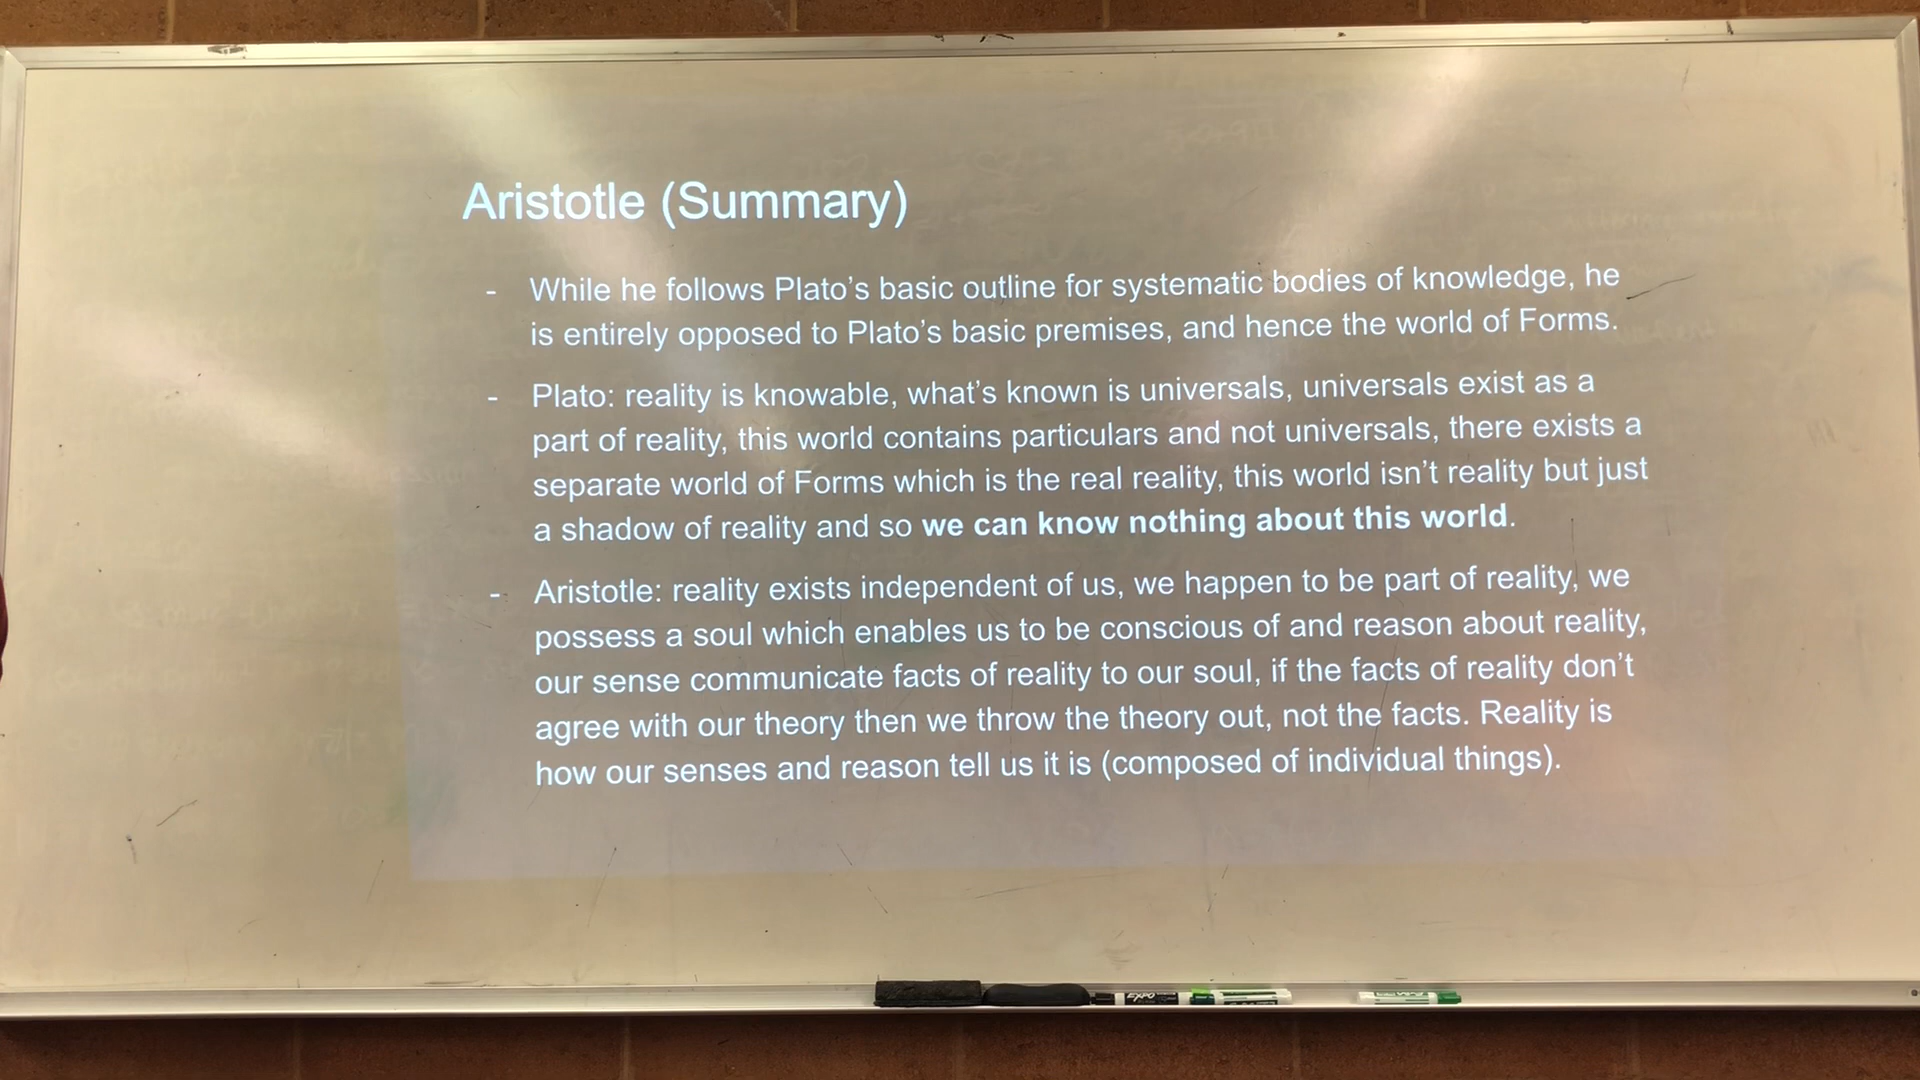 Aristotle (Summary)
- While he follows Plato's basic outline for systematic bodies of knowledge, he
is entirely opposed to Plato's basic premises, and hence the world of Forms.
- Plato: reality is knowable, what's known is universals, universals exist as a
part of reality, this world contains particulars and not universals, there exists a
separate world of Forms which is the real reality, this world isn't reality but just
a shadow of reality and so we can know nothing about this world.
- Aristotle: reality exists independent of us, we happen to be part of reality, we
possess a soul which enables us to be conscious of and reason about reality,
our sense communicate facts of reality to our soul, if the facts of reality don't
agree with our theory then we throw the theory out, not the facts. Reality is
how our senses and reason tell us it is (composed of individual things).
EXPO